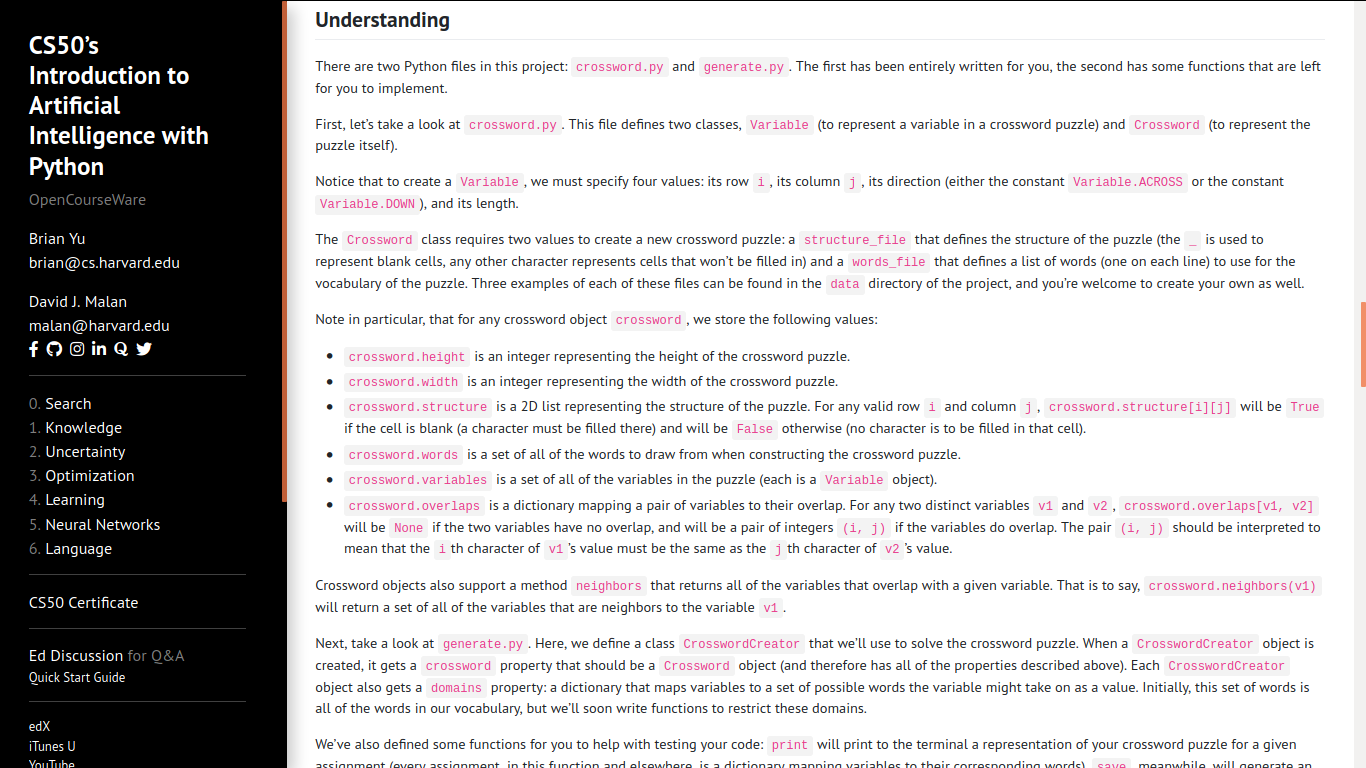 CS50’s
Introduction to
Artificial
Intelligence with
Python
OpenCourseWare
Brian Yu
brian@cs.harvard.edu
David J. Malan
malan@harvard.edu
0. Search
1. Knowledge
2. Uncertainty
3. Optimization
4. Learning
5. Neural Networks
6. Language
CS50 Certificate
Ed Discussion for Q&A
Quick Start Guide
edX
iTunes U
YouTube
Understanding
There are two Python files in this project: crossword.py and generate.py. The first has been entirely written for you, the second has some functions that are left
for you to implement.
First, let’s take a look at crossword.py. This file defines two classes, Variable (to represent a variable in a crossword puzzle) and Crossword (to represent the
puzzle itself).
Notice that to create a Variable, we must specify four values: its row i, its column j, its direction (either the constant Variable.ACROSS or the constant
Variable.DOWN), and its length.
The Crossword class requires two values to create a new crossword puzzle: a structure_file that defines the structure of the puzzle (the _ is used to
represent blank cells, any other character represents cells that won’t be filled in) and a words_file that defines a list of words (one on each line) to use for the
vocabulary of the puzzle. Three examples of each of these files can be found in the data directory of the project, and you’re welcome to create your own as well.
Note in particular, that for any crossword object crossword, we store the following values:
• crossword.height is an integer representing the height of the crossword puzzle.
• crossword.width is an integer representing the width of the crossword puzzle.
• crossword.structure is a 2D list representing the structure of the puzzle. For any valid row i and column j, crossword.structure[i][j] will be True
if the cell is blank (a character must be filled there) and will be False otherwise (no character is to be filled in that cell).
• crossword.words is a set of all of the words to draw from when constructing the crossword puzzle.
• crossword.variables is a set of all of the variables in the puzzle (each is a Variable object).
• crossword.overlaps is a dictionary mapping a pair of variables to their overlap. For any two distinct variables v1 and v2, crossword.overlaps[v1, v2]
will be None if the two variables have no overlap, and will be a pair of integers (i, j) if the variables do overlap. The pair (i, j) should be interpreted to
mean that the ith character of v1’s value must be the same as the jth character of v2’s value.
Crossword objects also support a method neighbors that returns all of the variables that overlap with a given variable. That is to say, crossword.neighbors(v1)
will return a set of all of the variables that are neighbors to the variable v1.
Next, take a look at generate.py. Here, we define a class CrosswordCreator that we’ll use to solve the crossword puzzle. When a CrosswordCreator object is
created, it gets a crossword property that should be a Crossword object (and therefore has all of the properties described above). Each CrosswordCreator
object also gets a domains property: a dictionary that maps variables to a set of possible words the variable might take on as a value. Initially, this set of words is
all of the words in our vocabulary, but we’ll soon write functions to restrict these domains.
We’ve also defined some functions for you to help with testing your code: print will print to the terminal a representation of your crossword puzzle for a given
assignment (every assignment, in this function and elsewhere, is a dictionary mapping variables to their corresponding words). save, meanwhile, will generate an